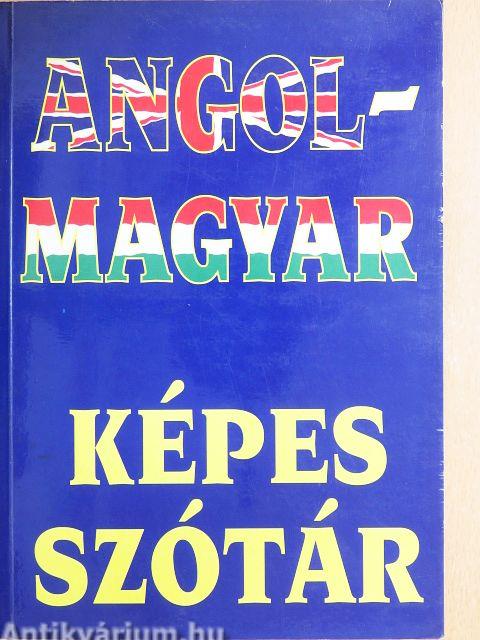 ANGOL-
MAGYAR
KÉPES
SZÓTÁR
Antikvárium.hu